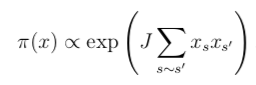 π(x) ∝ exp ( J ∑_{s∼s′} x_s x_{s′} )